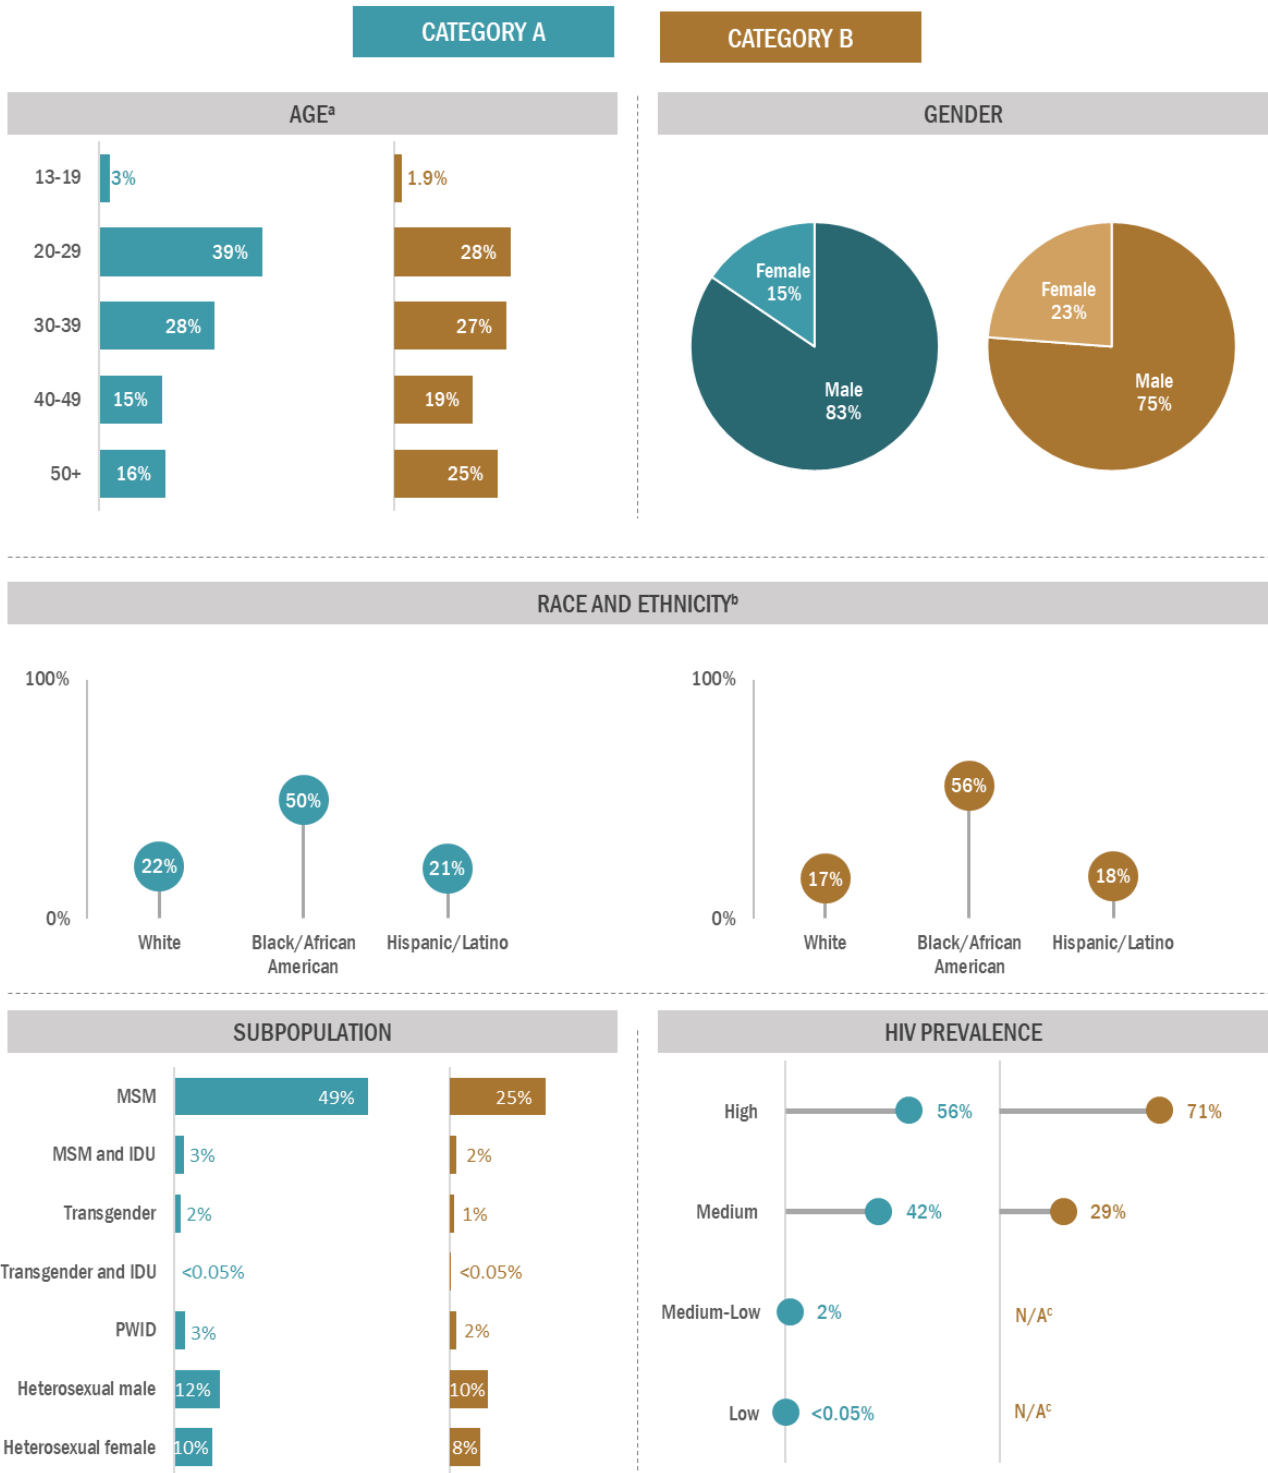 CATEGORY A
CATEGORY B
AGEᵃ
13-19
3%
1.9%
20-29
39%
28%
30-39
28%
27%
40-49
15%
19%
50+
16%
25%
GENDER
Female
15%
Male
83%
Female
23%
Male
75%
RACE AND ETHNICITYᵇ
100%
0%
22%
50%
21%
White
Black/African
American
Hispanic/Latino
100%
0%
17%
56%
18%
White
Black/African
American
Hispanic/Latino
SUBPOPULATION
MSM
49%
25%
MSM and IDU
3%
2%
Transgender
2%
1%
Transgender and IDU
<0.05%
<0.05%
PWID
3%
2%
Heterosexual male
12%
10%
Heterosexual female
10%
8%
HIV PREVALENCE
High
56%
71%
Medium
42%
29%
Medium-Low
2%
N/Aᶜ
Low
<0.05%
N/Aᶜ